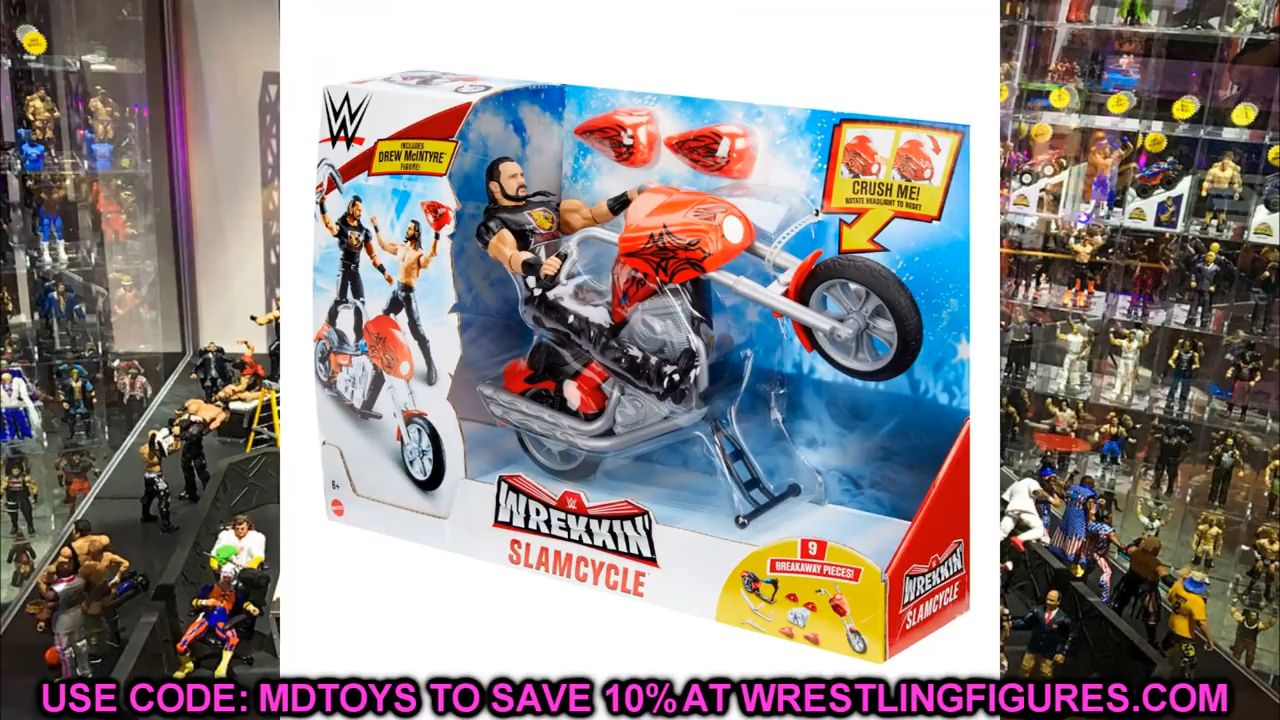 W
INCLUDES
DREW McINTYRE
FIGURE!
CRUSH ME!
ROTATE HEADLIGHT TO RESET
6+
WREKKIN'
SLAMCYCLE
9
BREAKAWAY PIECES!
WREKKIN'
SLAMCYCLE
USE CODE: MDTOYS TO SAVE 10% AT WRESTLINGFIGURES.COM